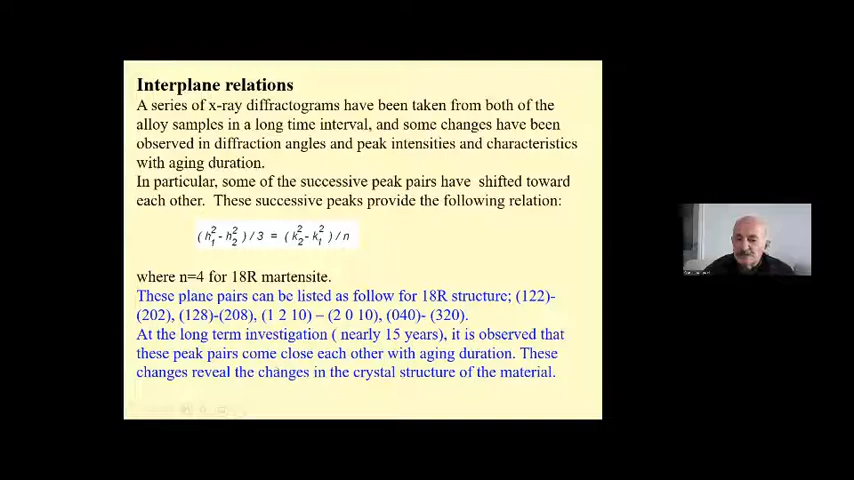 Interplane relations
A series of x-ray diffractograms have been taken from both of the
alloy samples in a long time interval, and some changes have been
observed in diffraction angles and peak intensities and characteristics
with aging duration.
In particular, some of the successive peak pairs have shifted toward
each other. These successive peaks provide the following relation:
( h₁² - h₂² ) / 3 = ( k₂² - k₁² ) / n
where n=4 for 18R martensite.
These plane pairs can be listed as follow for 18R structure; (122)-
(202), (128)-(208), (1 2 10) – (2 0 10), (040)- (320).
At the long term investigation ( nearly 15 years), it is observed that
these peak pairs come close each other with aging duration. These
changes reveal the changes in the crystal structure of the material.